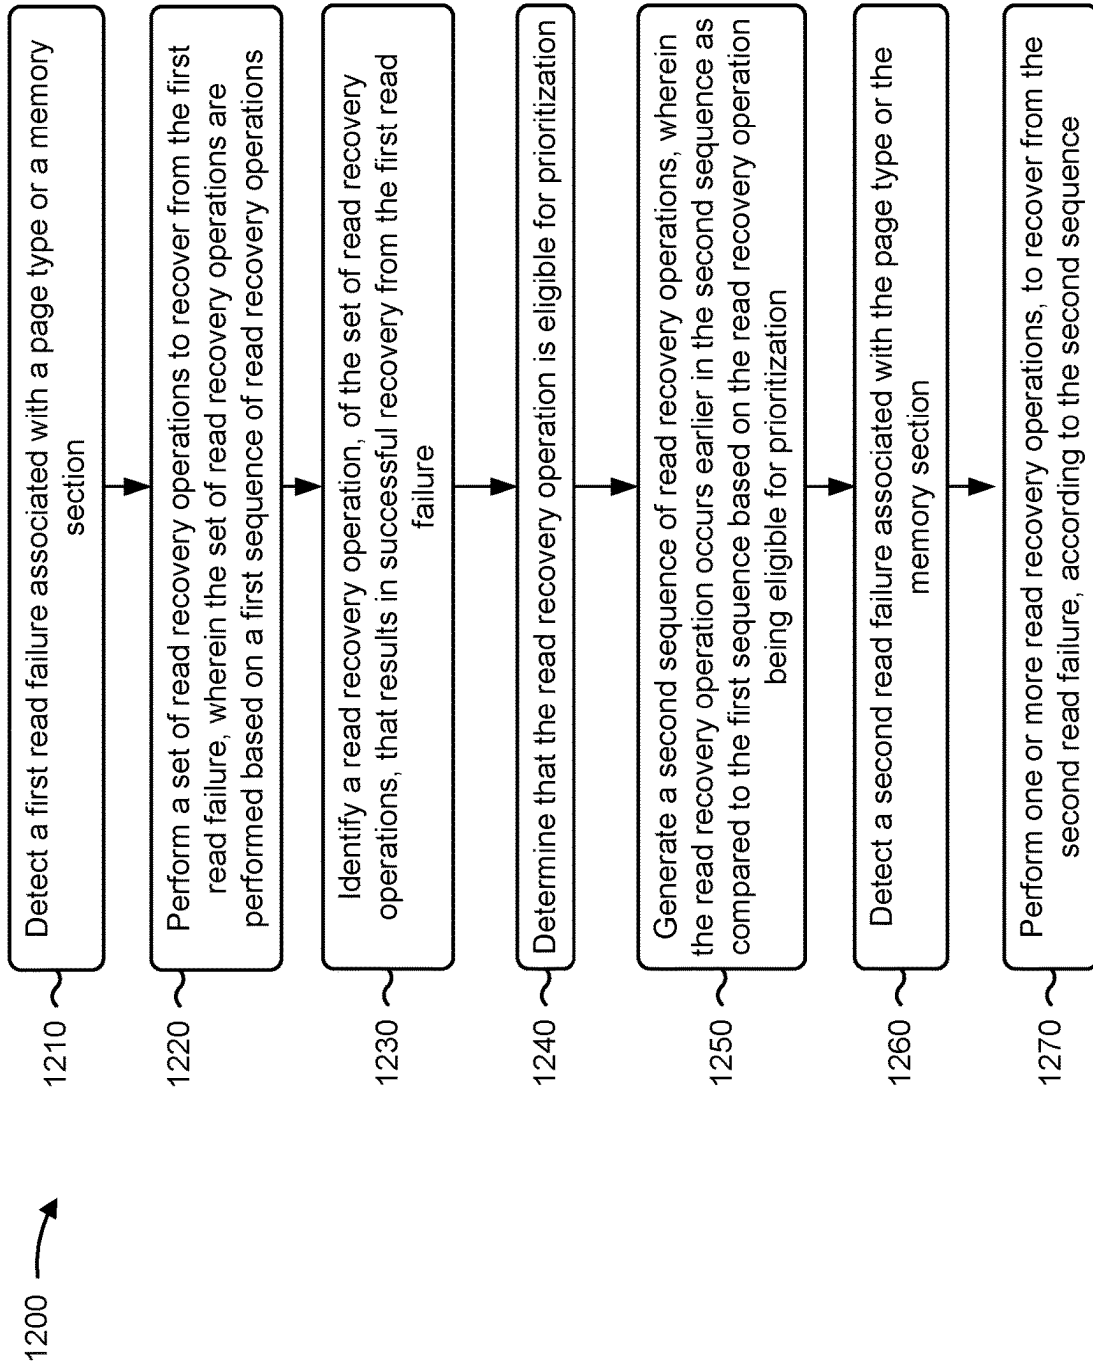 1200
1210
Detect a first read failure associated with a page type or a memory
section
1220
Perform a set of read recovery operations to recover from the first
read failure, wherein the set of read recovery operations are
performed based on a first sequence of read recovery operations
1230
Identify a read recovery operation, of the set of read recovery
operations, that results in successful recovery from the first read
failure
1240
Determine that the read recovery operation is eligible for prioritization
1250
Generate a second sequence of read recovery operations, wherein
the read recovery operation occurs earlier in the second sequence as
compared to the first sequence based on the read recovery operation
being eligible for prioritization
1260
Detect a second read failure associated with the page type or the
memory section
1270
Perform one or more read recovery operations, to recover from the
second read failure, according to the second sequence